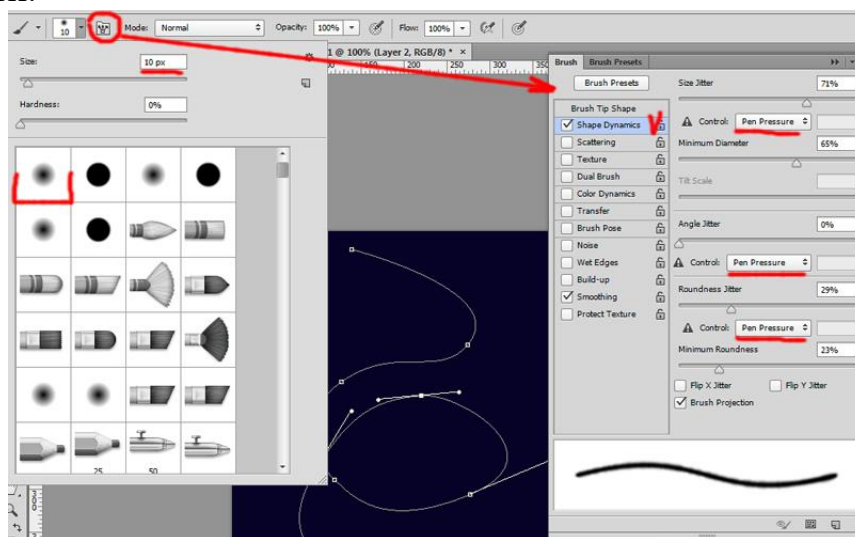 10
Mode: Normal
Opacity: 100%
Flow: 100%
1 @ 100% (Layer 2, RGB/8) * ×
Size: 10 px
Hardness: 0%
25 50
150 200 250 300 350
Brush Brush Presets
Brush Presets
Brush Tip Shape
Shape Dynamics
Scattering
Texture
Dual Brush
Color Dynamics
Transfer
Brush Pose
Noise
Wet Edges
Build-up
Smoothing
Protect Texture
Size Jitter 71%
Control: Pen Pressure
Minimum Diameter 65%
Tilt Scale
Angle Jitter 0%
Control: Pen Pressure
Roundness Jitter 29%
Control: Pen Pressure
Minimum Roundness 23%
Flip X Jitter Flip Y Jitter
Brush Projection